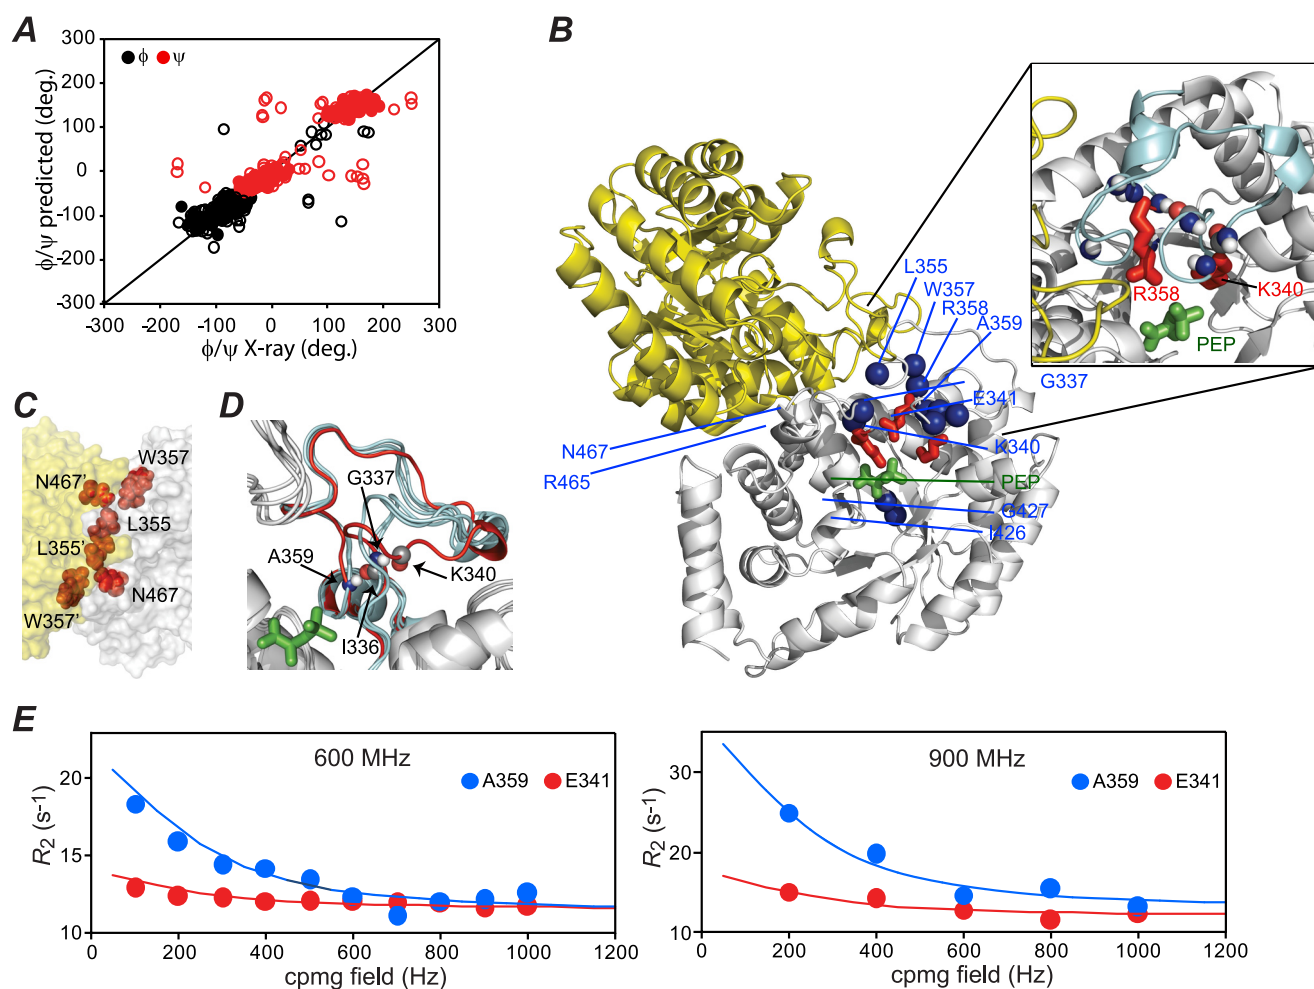 A
300
200
100
0
-100
-200
-300
-300 -200 -100 0 100 200 300
ϕ/ψ predicted (deg.)
ϕ/ψ X-ray (deg.)
ϕ ψ
B
L355
W357
R358
A359
G337
E341
N467
K340
R465
PEP
G427
I426
R358
K340
PEP
C
W357
N467'
L355
L355'
N467
W357'
D
G337
A359
K340
I336
E
600 MHz
A359 E341
R2 (s-1)
20
15
10
0 200 400 600 800 1000 1200
cpmg field (Hz)
900 MHz
A359 E341
R2 (s-1)
30
20
10
0 200 400 600 800 1000 1200
cpmg field (Hz)